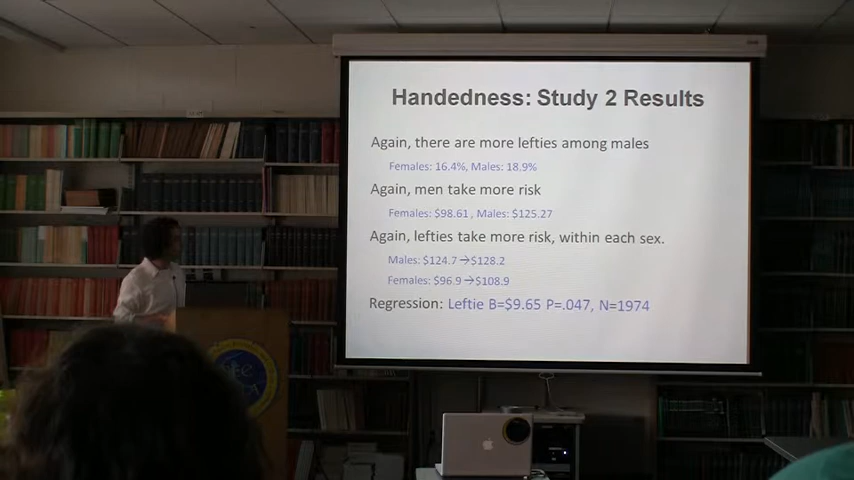 Handedness: Study 2 Results
Again, there are more lefties among males
Females: 16.4%, Males: 18.9%
Again, men take more risk
Females: $98.61 , Males: $125.27
Again, lefties take more risk, within each sex.
Males: $124.7→$128.2
Females: $96.9 →$108.9
Regression: Leftie B=$9.65 P=.047, N=1974